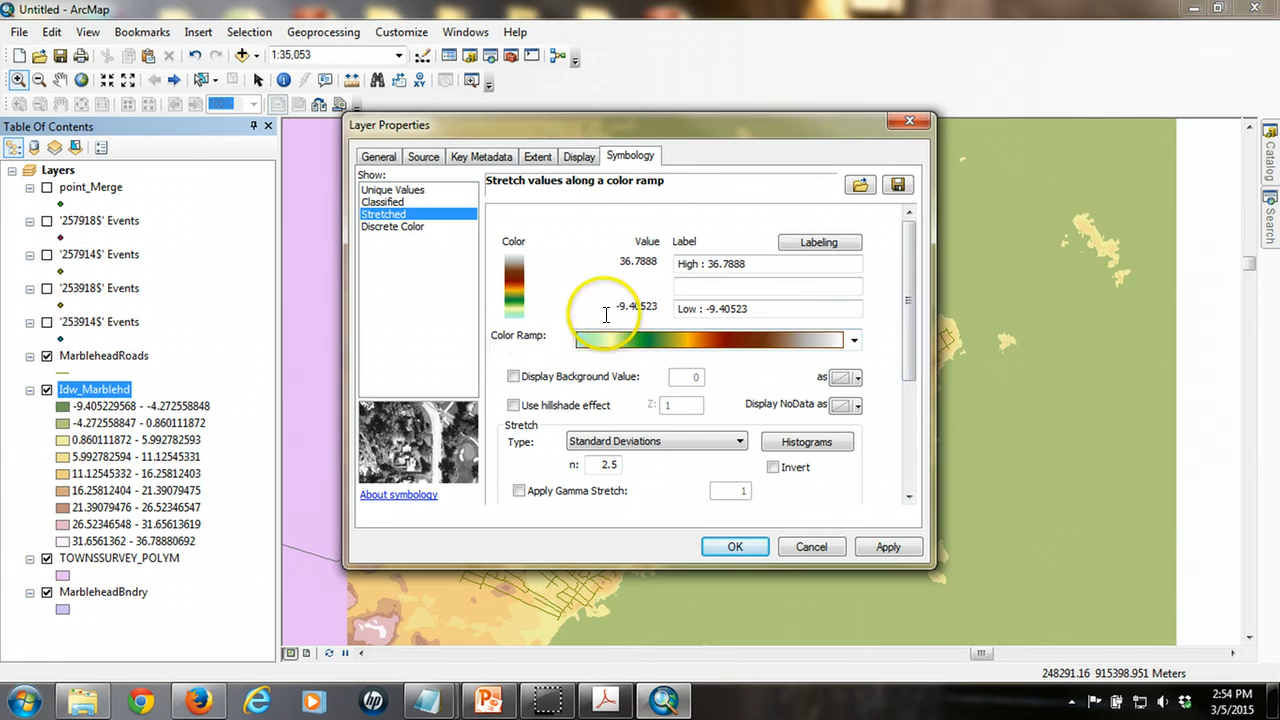 Untitled - ArcMap
File Edit View Bookmarks Insert Selection Geoprocessing Customize Windows Help
1:35,053
100%
Table Of Contents
Layers
point_Merge
'257918$' Events
'257914$' Events
'253918$' Events
'253914$' Events
MarbleheadRoads
Idw_Marblehd
-9.405229568 - -4.272558848
-4.272558847 - 0.860111872
0.860111872 - 5.992782593
5.992782594 - 11.12545331
11.12545332 - 16.25812403
16.25812404 - 21.39079475
21.39079476 - 26.52346547
26.52346548 - 31.65613619
31.6561362 - 36.78880692
TOWNSSURVEY_POLYM
MarbleheadBndry
Layer Properties
General Source Key Metadata Extent Display Symbology
Show:
Unique Values
Classified
Stretched
Discrete Color
About symbology
Stretch values along a color ramp
Color Value Label Labeling
36.7888 High : 36.7888
-9.40523 Low : -9.40523
Color Ramp:
Display Background Value: 0 as
Use hillshade effect Z: 1 Display NoData as
Stretch
Type: Standard Deviations Histograms
n: 2.5 Invert
Apply Gamma Stretch: 1
OK Cancel Apply
Catalog
Search
248291.16 915398.951 Meters
2:54 PM
3/5/2015